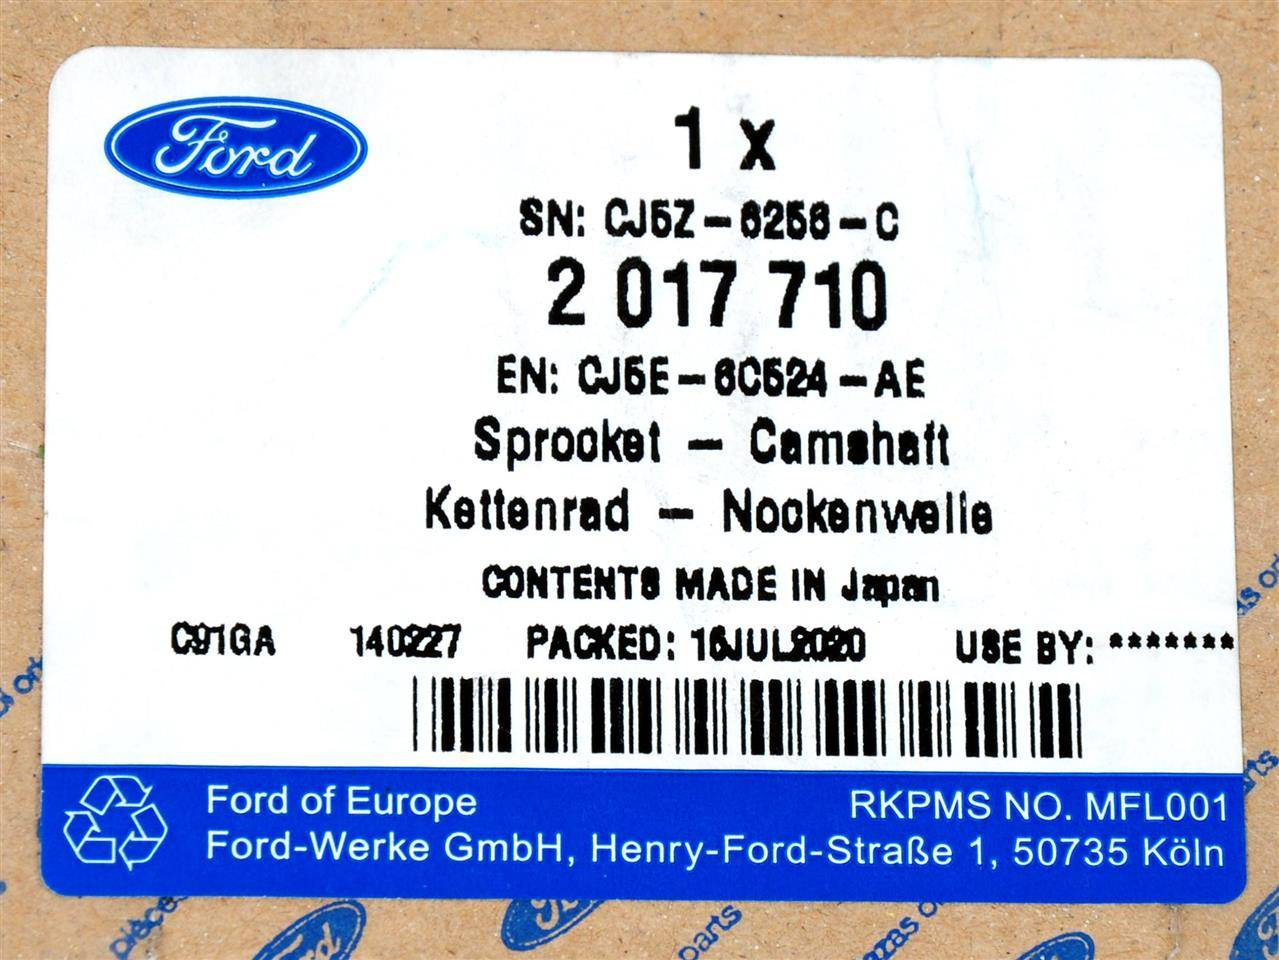 Ford
1 x
SN: CJ5Z-6256-C
2 017 710
EN: CJ5E-6C524-AE
Sprocket - Camshaft
Kettenrad - Nockenwelle
CONTENTS MADE IN Japan
C91GA 140227 PACKED: 15JUL2020 USE BY: *******
Ford of Europe RKPMS NO. MFL001
Ford-Werke GmbH, Henry-Ford-Straße 1, 50735 Köln
parts